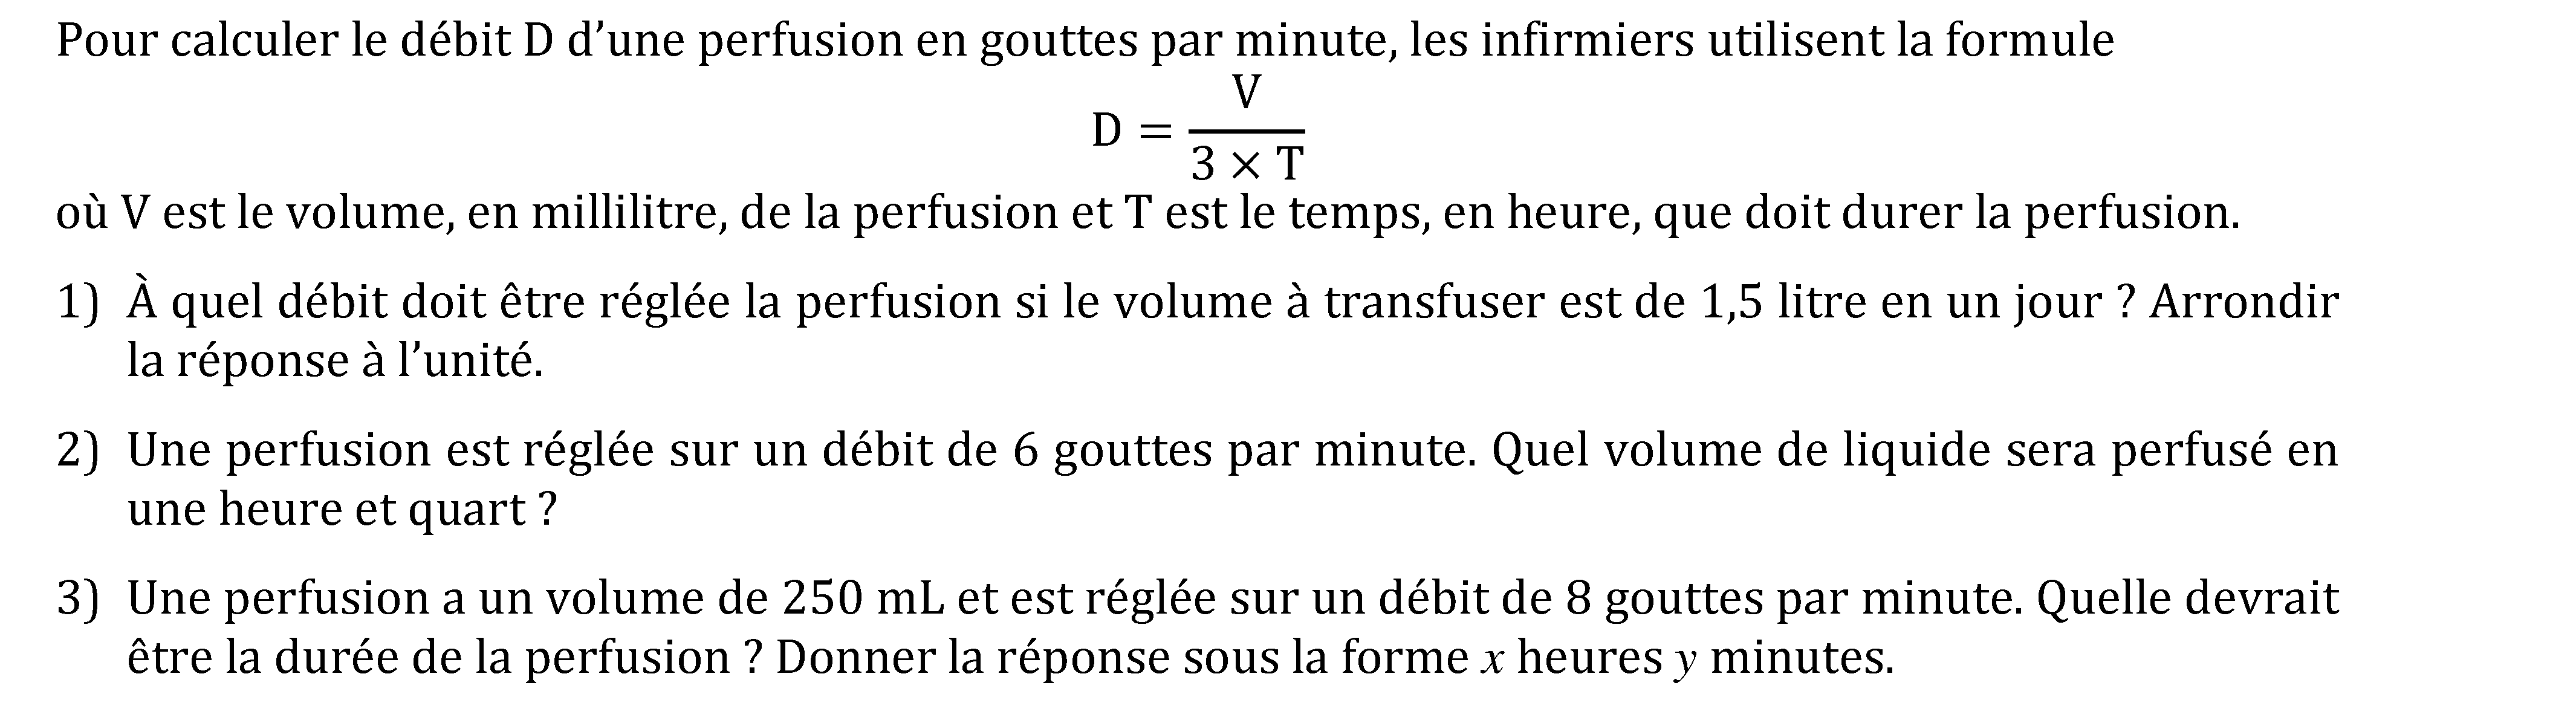 Pour calculer le débit D d’une perfusion en gouttes par minute, les infirmiers utilisent la formule
D = V / (3 × T)
où V est le volume, en millilitre, de la perfusion et T est le temps, en heure, que doit durer la perfusion.
1) À quel débit doit être réglée la perfusion si le volume à transfuser est de 1,5 litre en un jour ? Arrondir
la réponse à l’unité.
2) Une perfusion est réglée sur un débit de 6 gouttes par minute. Quel volume de liquide sera perfusé en
une heure et quart ?
3) Une perfusion a un volume de 250 mL et est réglée sur un débit de 8 gouttes par minute. Quelle devrait
être la durée de la perfusion ? Donner la réponse sous la forme x heures y minutes.